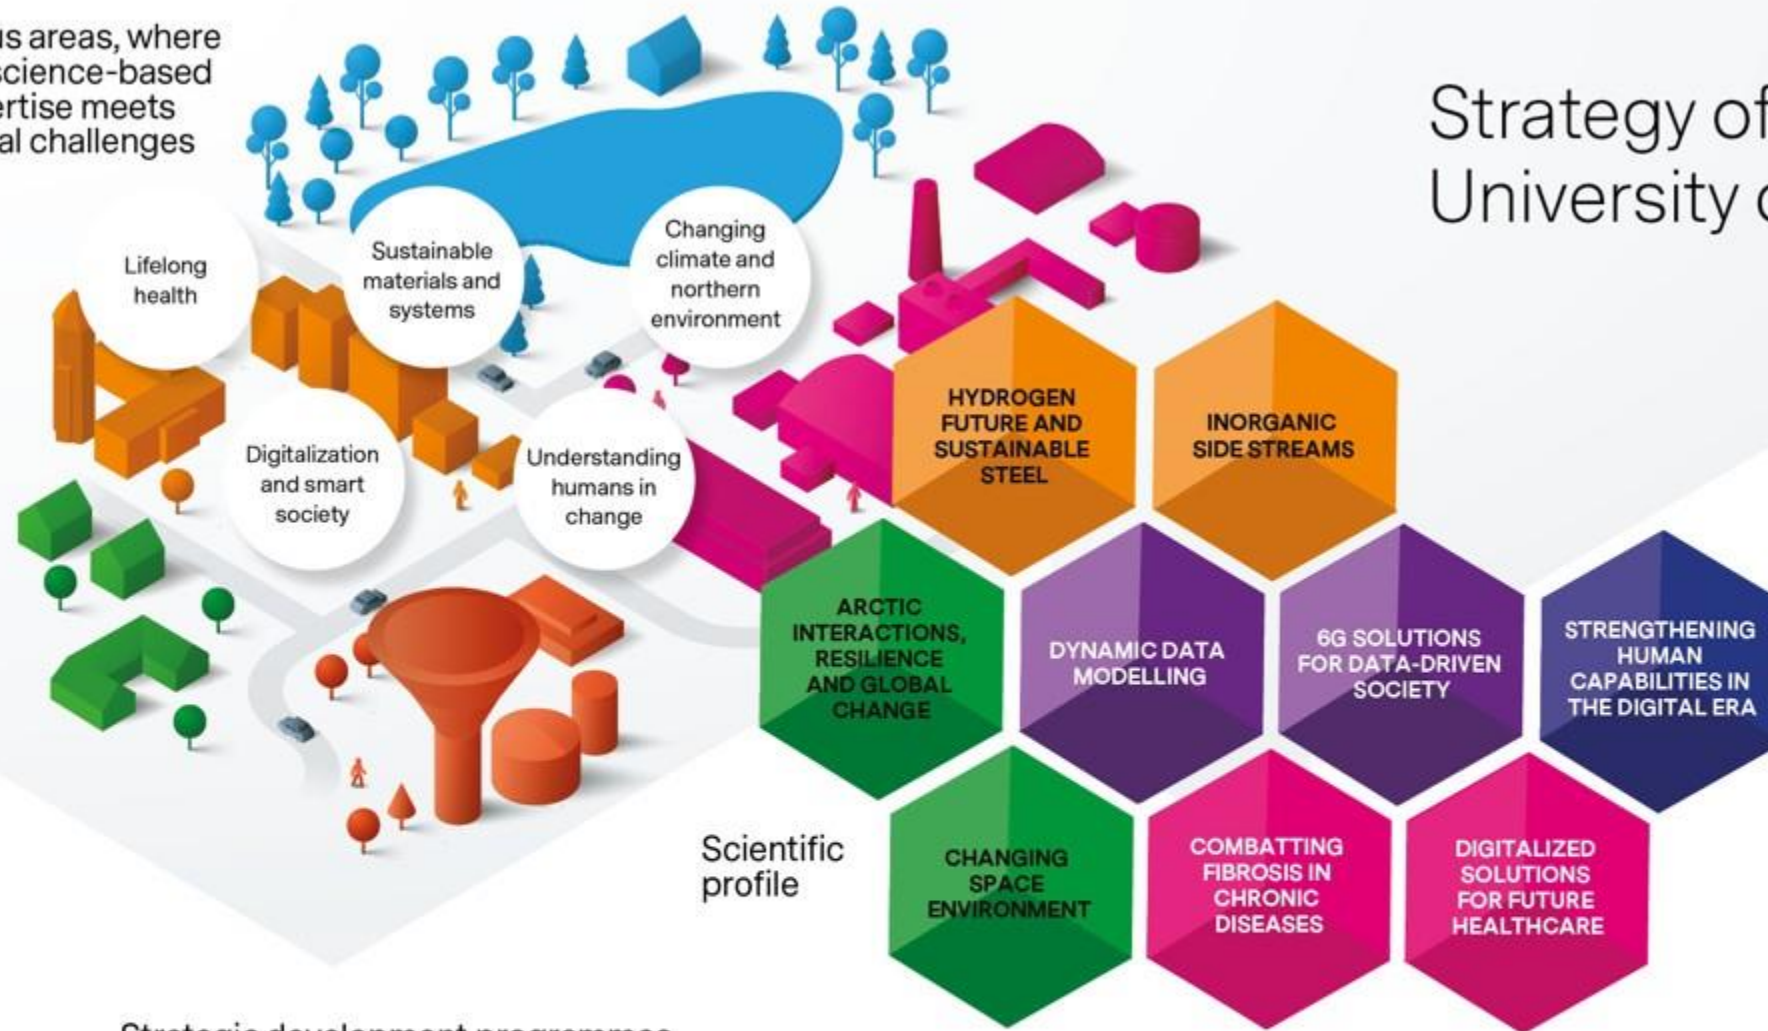 us areas, where
science-based
ertise meets
al challenges
Strategy of
University
Lifelong
health
Sustainable
materials and
systems
Changing
climate and
northern
environment
Digitalization
and smart
society
Understanding
humans in
change
HYDROGEN
FUTURE AND
SUSTAINABLE
STEEL
INORGANIC
SIDE STREAMS
ARCTIC
INTERACTIONS,
RESILIENCE
AND GLOBAL
CHANGE
DYNAMIC DATA
MODELLING
6G SOLUTIONS
FOR DATA-DRIVEN
SOCIETY
STRENGTHENING
HUMAN
CAPABILITIES IN
THE DIGITAL ERA
Scientific
profile
CHANGING
SPACE
ENVIRONMENT
COMBATTING
FIBROSIS IN
CHRONIC
DISEASES
DIGITALIZED
SOLUTIONS
FOR FUTURE
HEALTHCARE
Strategic development programmes